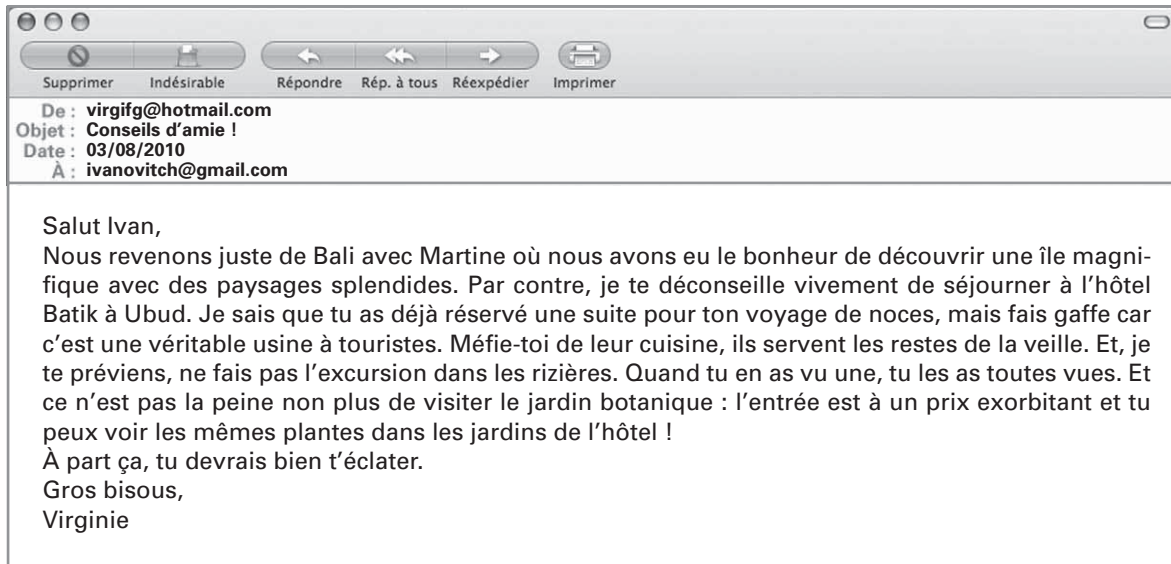 Supprimer Indésirable Répondre Rép. à tous Réexpédier Imprimer
De : virgifg@hotmail.com
Objet : Conseils d'amie !
Date : 03/08/2010
À : ivanovitch@gmail.com
Salut Ivan,
Nous revenons juste de Bali avec Martine où nous avons eu le bonheur de découvrir une île magni-
fique avec des paysages splendides. Par contre, je te déconseille vivement de séjourner à l'hôtel
Batik à Ubud. Je sais que tu as déjà réservé une suite pour ton voyage de noces, mais fais gaffe car
c'est une véritable usine à touristes. Méfie-toi de leur cuisine, ils servent les restes de la veille. Et, je
te préviens, ne fais pas l'excursion dans les rizières. Quand tu en as vu une, tu les as toutes vues. Et
ce n'est pas la peine non plus de visiter le jardin botanique : l'entrée est à un prix exorbitant et tu
peux voir les mêmes plantes dans les jardins de l'hôtel !
À part ça, tu devrais bien t'éclater.
Gros bisous,
Virginie